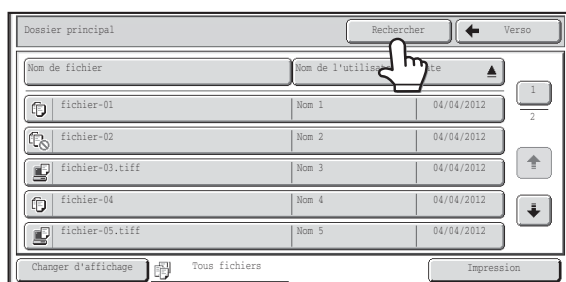 Dossier principal Rechercher Verso
Nom de fichier Nom de l'utilisat
fichier-01 Nom 1 04/04/2012
fichier-02 Nom 2 04/04/2012
fichier-03.tiff Nom 3 04/04/2012
fichier-04 Nom 4 04/04/2012
fichier-05.tiff Nom 5 04/04/2012
1
2
Changer d'affichage Tous fichiers Impression